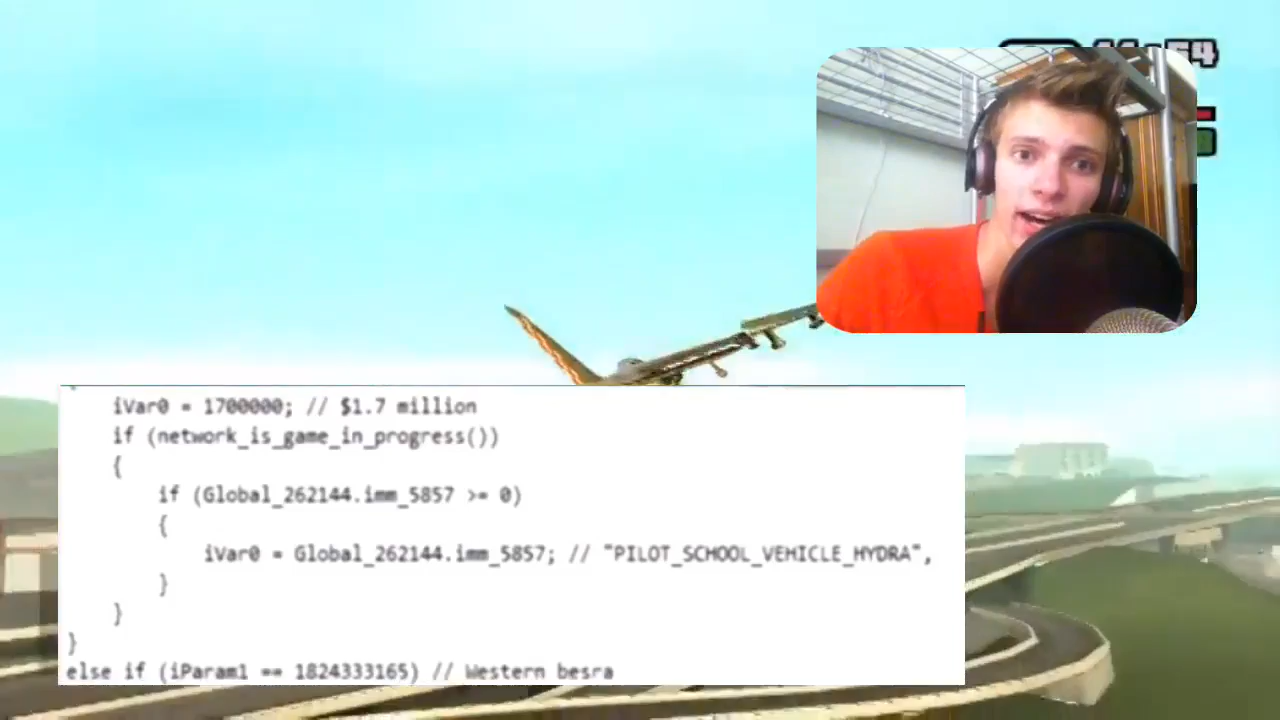 iVar0 = 1700000; // $1.7 million
if (network_is_game_in_progress())
{
if (Global_262144.imm_5857 >= 0)
{
iVar0 = Global_262144.imm_5857; // "PILOT_SCHOOL_VEHICLE_HYDRA",
}
}
}
else if (iParam1 == 1824333165) // Western besra